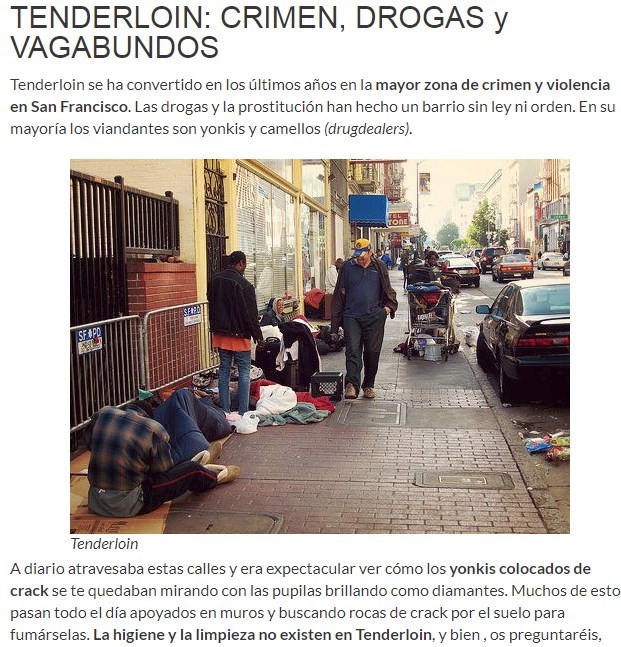 TENDERLOIN: CRIMEN, DROGAS y
VAGABUNDOS
Tenderloin se ha convertido en los últimos años en la mayor zona de crimen y violencia
en San Francisco. Las drogas y la prostitución han hecho un barrio sin ley ni orden. En su
mayoría los viandantes son yonkis y camellos (drugdealers).
SFPD
SFPD
Tenderloin
A diario atravesaba estas calles y era expectacular ver cómo los yonkis colocados de
crack se te quedaban mirando con las pupilas brillando como diamantes. Muchos de esto
pasan todo el día apoyados en muros y buscando rocas de crack por el suelo para
fumárselas. La higiene y la limpieza no existen en Tenderloin, y bien , os preguntaréis,